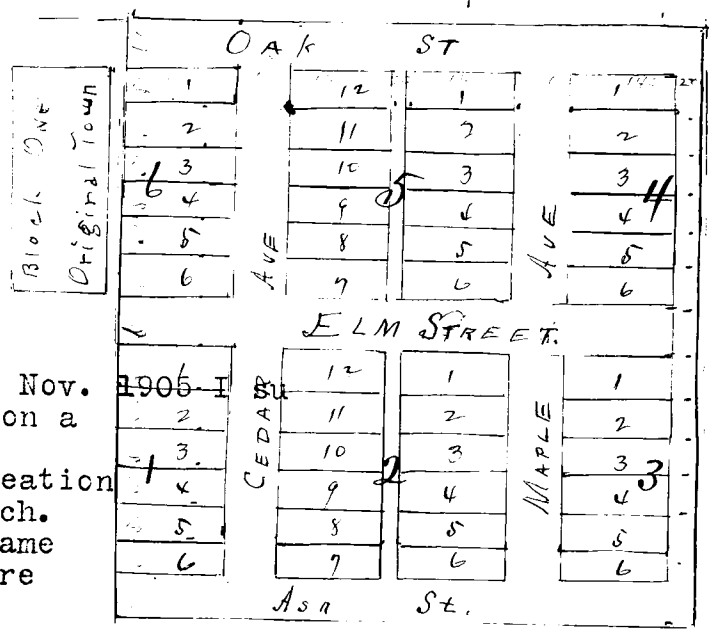 OAK ST
BLOCK ONE
Original Town
1 12 1 1
2 11 2 2
3 10 3 3
6 5 4
4 9 4 4
5 8 5 5
6 7 6 6
AVE AVE
ELM STREET.
1 12 1 1
2 11 2 2
3 10 3 3
1 2 3
4 9 4 4
5 8 5 5
6 7 6 6
CEDAR MAPLE
Nov. 1905 I su
on a
eation
ch.
ame
re
Ash St.